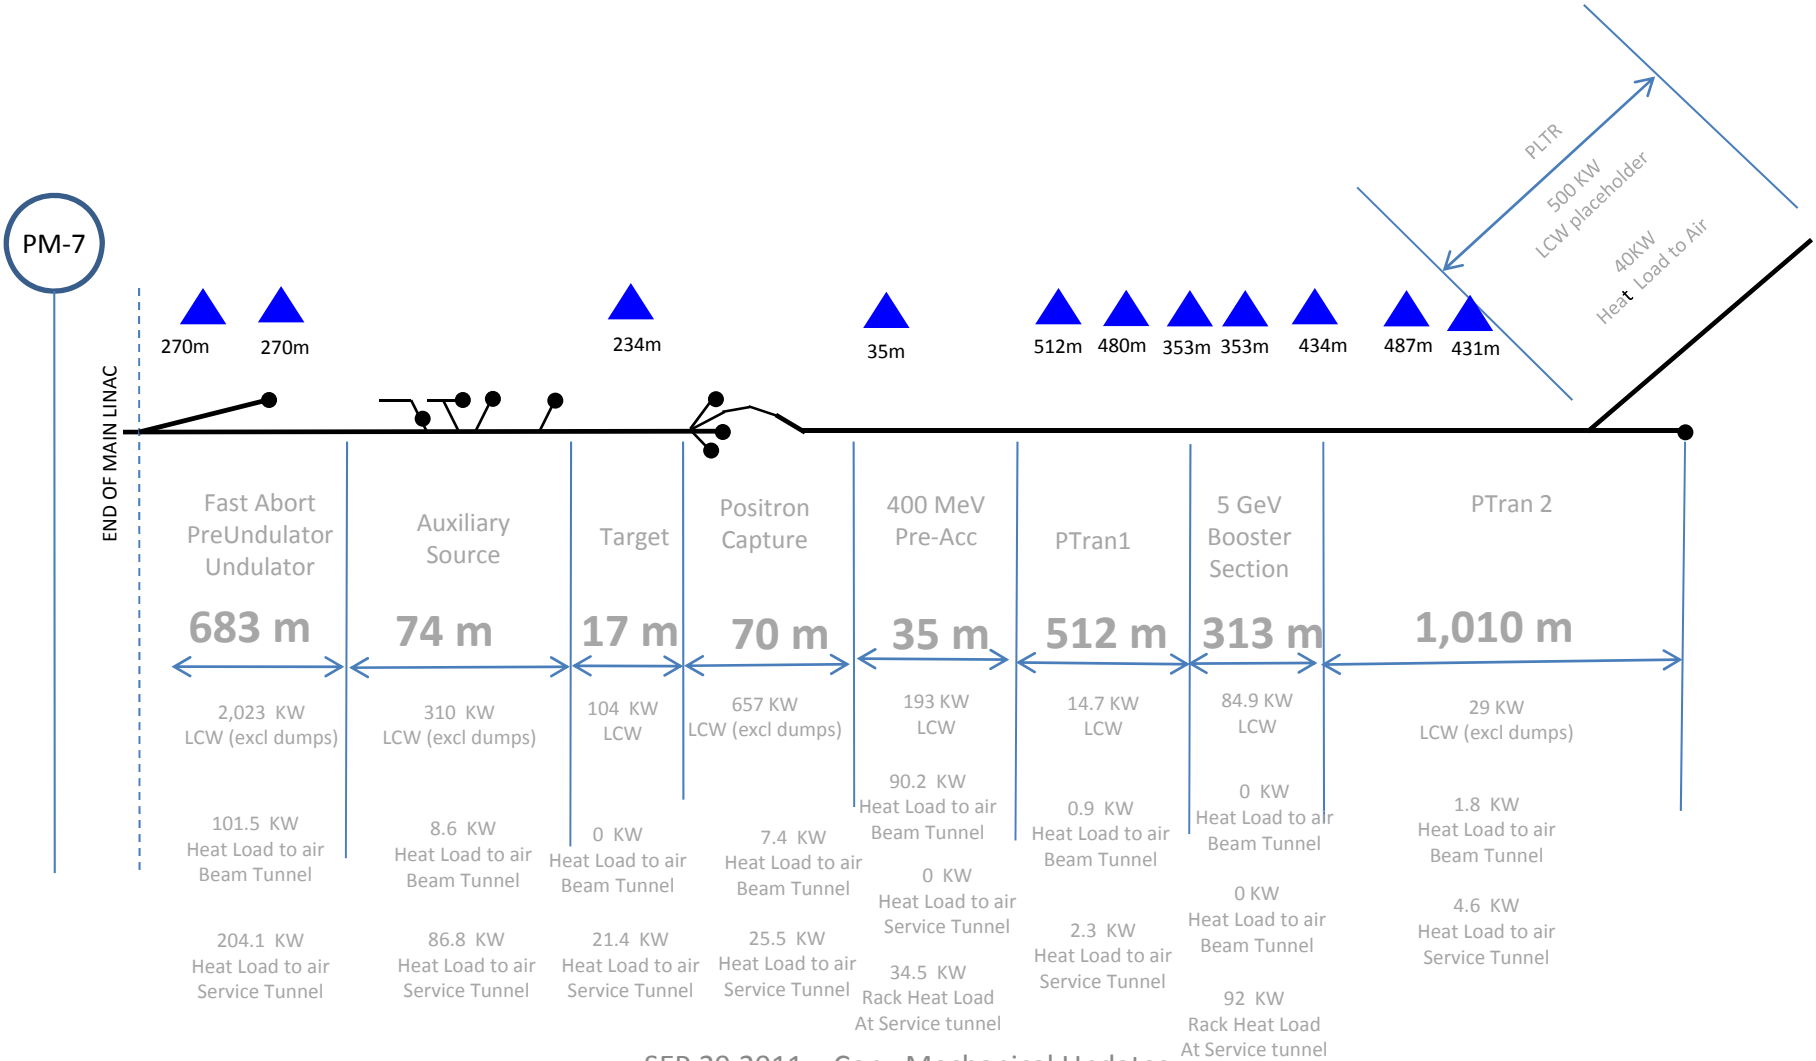 PLTR
500 KW
LCW placeholder
40KW
Heat Load to Air
PM-7
270m
270m
234m
35m
512m
480m
353m
353m
434m
487m
431m
END OF MAIN LINAC
Fast Abort
PreUndulator
Undulator
683 m
2,023 KW
LCW (excl dumps)
101.5 KW
Heat Load to air
Beam Tunnel
204.1 KW
Heat Load to air
Service Tunnel
Auxiliary
Source
74 m
310 KW
LCW (excl dumps)
8.6 KW
Heat Load to air
Beam Tunnel
86.8 KW
Heat Load to air
Service Tunnel
Target
17 m
104 KW
LCW
0 KW
Heat Load to air
Beam Tunnel
21.4 KW
Heat Load to air
Service Tunnel
Positron
Capture
70 m
657 KW
LCW (excl dumps)
7.4 KW
Heat Load to air
Beam Tunnel
25.5 KW
Heat Load to air
Service Tunnel
400 MeV
Pre-Acc
35 m
193 KW
LCW
90.2 KW
Heat Load to air
Beam Tunnel
0 KW
Heat Load to air
Service Tunnel
34.5 KW
Rack Heat Load
At Service tunnel
PTran1
512 m
14.7 KW
LCW
0.9 KW
Heat Load to air
Beam Tunnel
2.3 KW
Heat Load to air
Service Tunnel
5 GeV
Booster
Section
313 m
84.9 KW
LCW
0 KW
Heat Load to air
Beam Tunnel
0 KW
Heat Load to air
Beam Tunnel
92 KW
Rack Heat Load
At Service tunnel
PTran 2
1,010 m
29 KW
LCW (excl dumps)
1.8 KW
Heat Load to air
Beam Tunnel
4.6 KW
Heat Load to air
Service Tunnel
Mechanical Updates